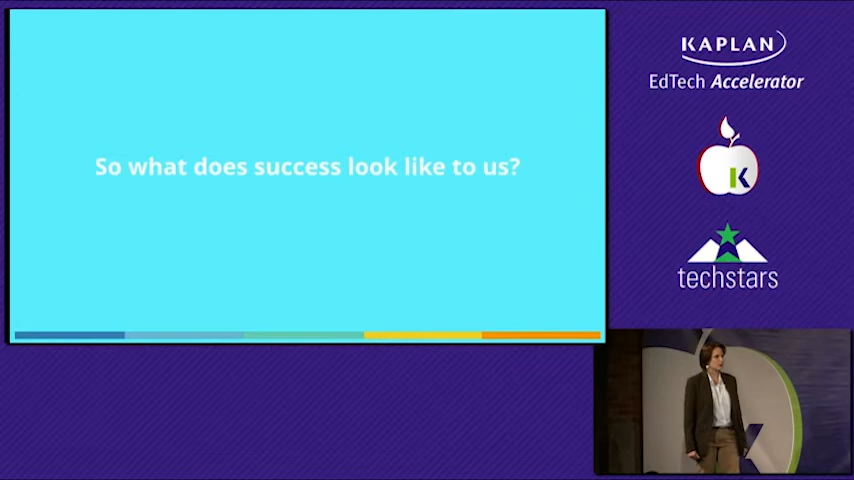 So what does success look like to us?
KAPLAN
EdTech Accelerator
K
techstars
K